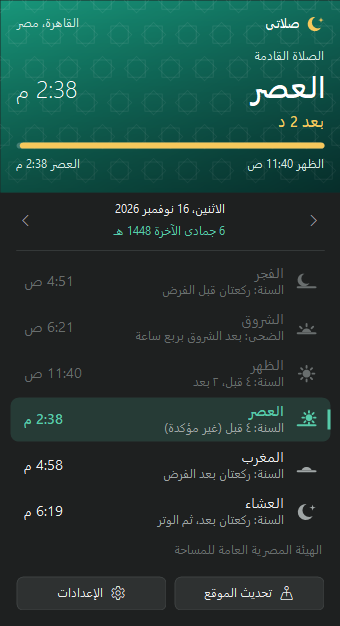 صلاتي
القاهرة، مصر
الصلاة القادمة
العصر
2:38 م
بعد 2 د
الظهر 11:40 ص
العصر 2:38 م
الاثنين، 16 نوفمبر 2026
6 جمادى الآخرة 1448 هـ
الفجر
4:51 ص
السنة: ركعتان قبل الفرض
الشروق
6:21 ص
الضحى: بعد الشروق بربع ساعة
الظهر
11:40 ص
السنة: ٤ قبل، ٢ بعد
العصر
2:38 م
السنة: ٤ قبل (غير مؤكدة)
المغرب
4:58 م
السنة: ركعتان بعد الفرض
العشاء
6:19 م
السنة: ركعتان بعد، ثم الوتر
الهيئة المصرية العامة للمساحة
تحديث الموقع
الإعدادات